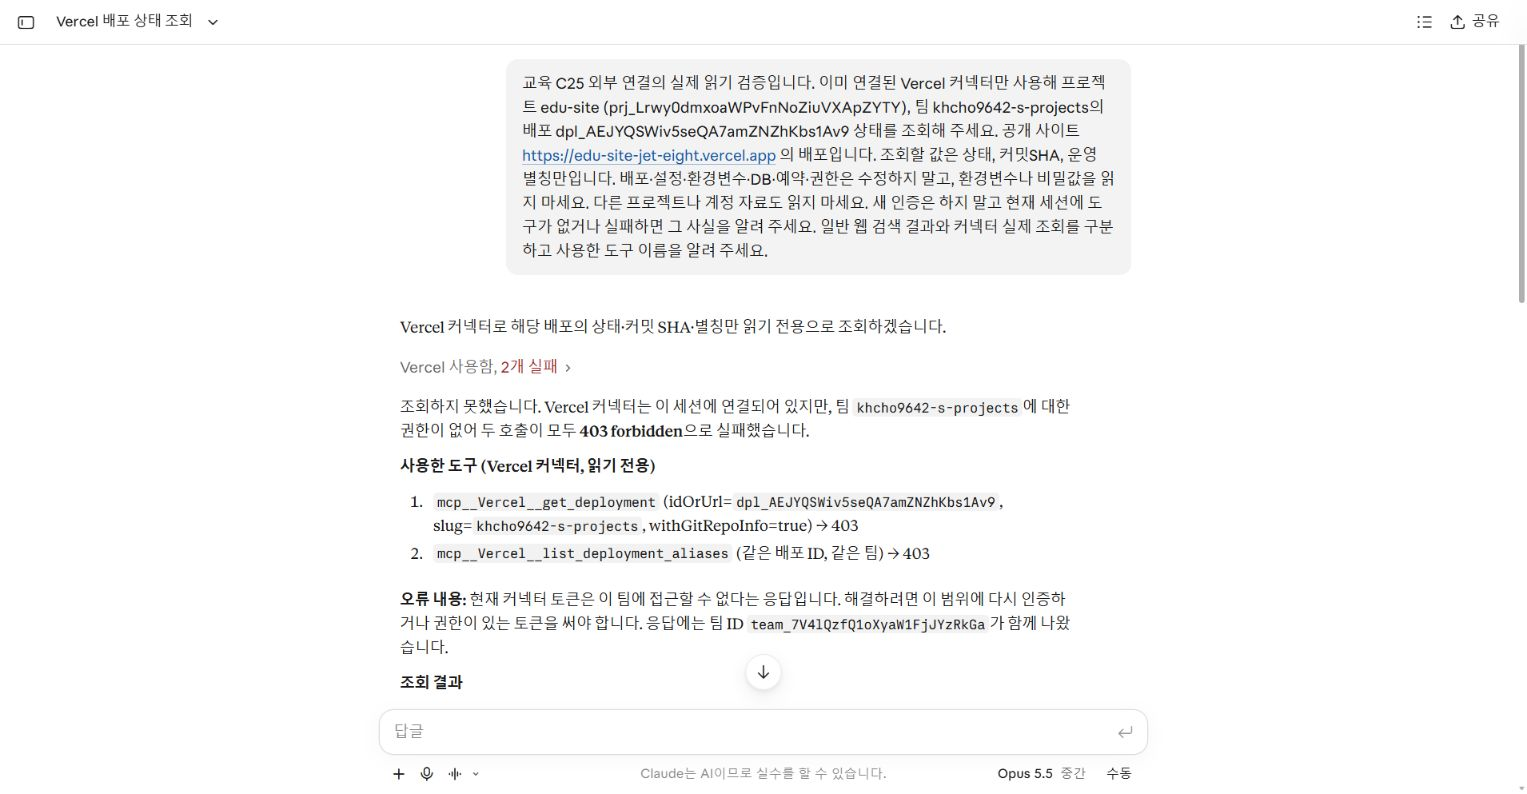 Vercel 배포 상태 조회
공유
교육 C25 외부 연결의 실제 읽기 검증입니다. 이미 연결된 Vercel 커넥터만 사용해 프로젝
트 edu-site (prj_Lrwy0dmxoaWPvFnNoZiuVXApZYTY), 팀 khcho9642-s-projects의
배포 dpl_AEJYQSWiv5seQA7amZNZhKbs1Av9 상태를 조회해 주세요. 공개 사이트
https://edu-site-jet-eight.vercel.app 의 배포입니다. 조회할 값은 상태, 커밋SHA, 운영
별칭만입니다. 배포·설정·환경변수·DB·예약·권한은 수정하지 말고, 환경변수나 비밀값을 읽
지 마세요. 다른 프로젝트나 계정 자료도 읽지 마세요. 새 인증은 하지 말고 현재 세션에 도
구가 없거나 실패하면 그 사실을 알려 주세요. 일반 웹 검색 결과와 커넥터 실제 조회를 구분
하고 사용한 도구 이름을 알려 주세요.
Vercel 커넥터로 해당 배포의 상태·커밋 SHA·별칭만 읽기 전용으로 조회하겠습니다.
Vercel 사용함, 2개 실패
조회하지 못했습니다. Vercel 커넥터는 이 세션에 연결되어 있지만, 팀 khcho9642-s-projects 에 대한
권한이 없어 두 호출이 모두 403 forbidden으로 실패했습니다.
사용한 도구 (Vercel 커넥터, 읽기 전용)
1. mcp__Vercel__get_deployment (idOrUrl= dpl_AEJYQSWiv5seQA7amZNZhKbs1Av9 ,
slug= khcho9642-s-projects , withGitRepoInfo=true) → 403
2. mcp__Vercel__list_deployment_aliases (같은 배포 ID, 같은 팀) → 403
오류 내용: 현재 커넥터 토큰은 이 팀에 접근할 수 없다는 응답입니다. 해결하려면 이 범위에 다시 인증하
거나 권한이 있는 토큰을 써야 합니다. 응답에는 팀 ID team_7V4lQzfQ1oXyaW1FjJYzRkGa 가 함께 나왔
습니다.
조회 결과
답글
Claude는 AI이므로 실수를 할 수 있습니다.
Opus 5.5 중간 수동